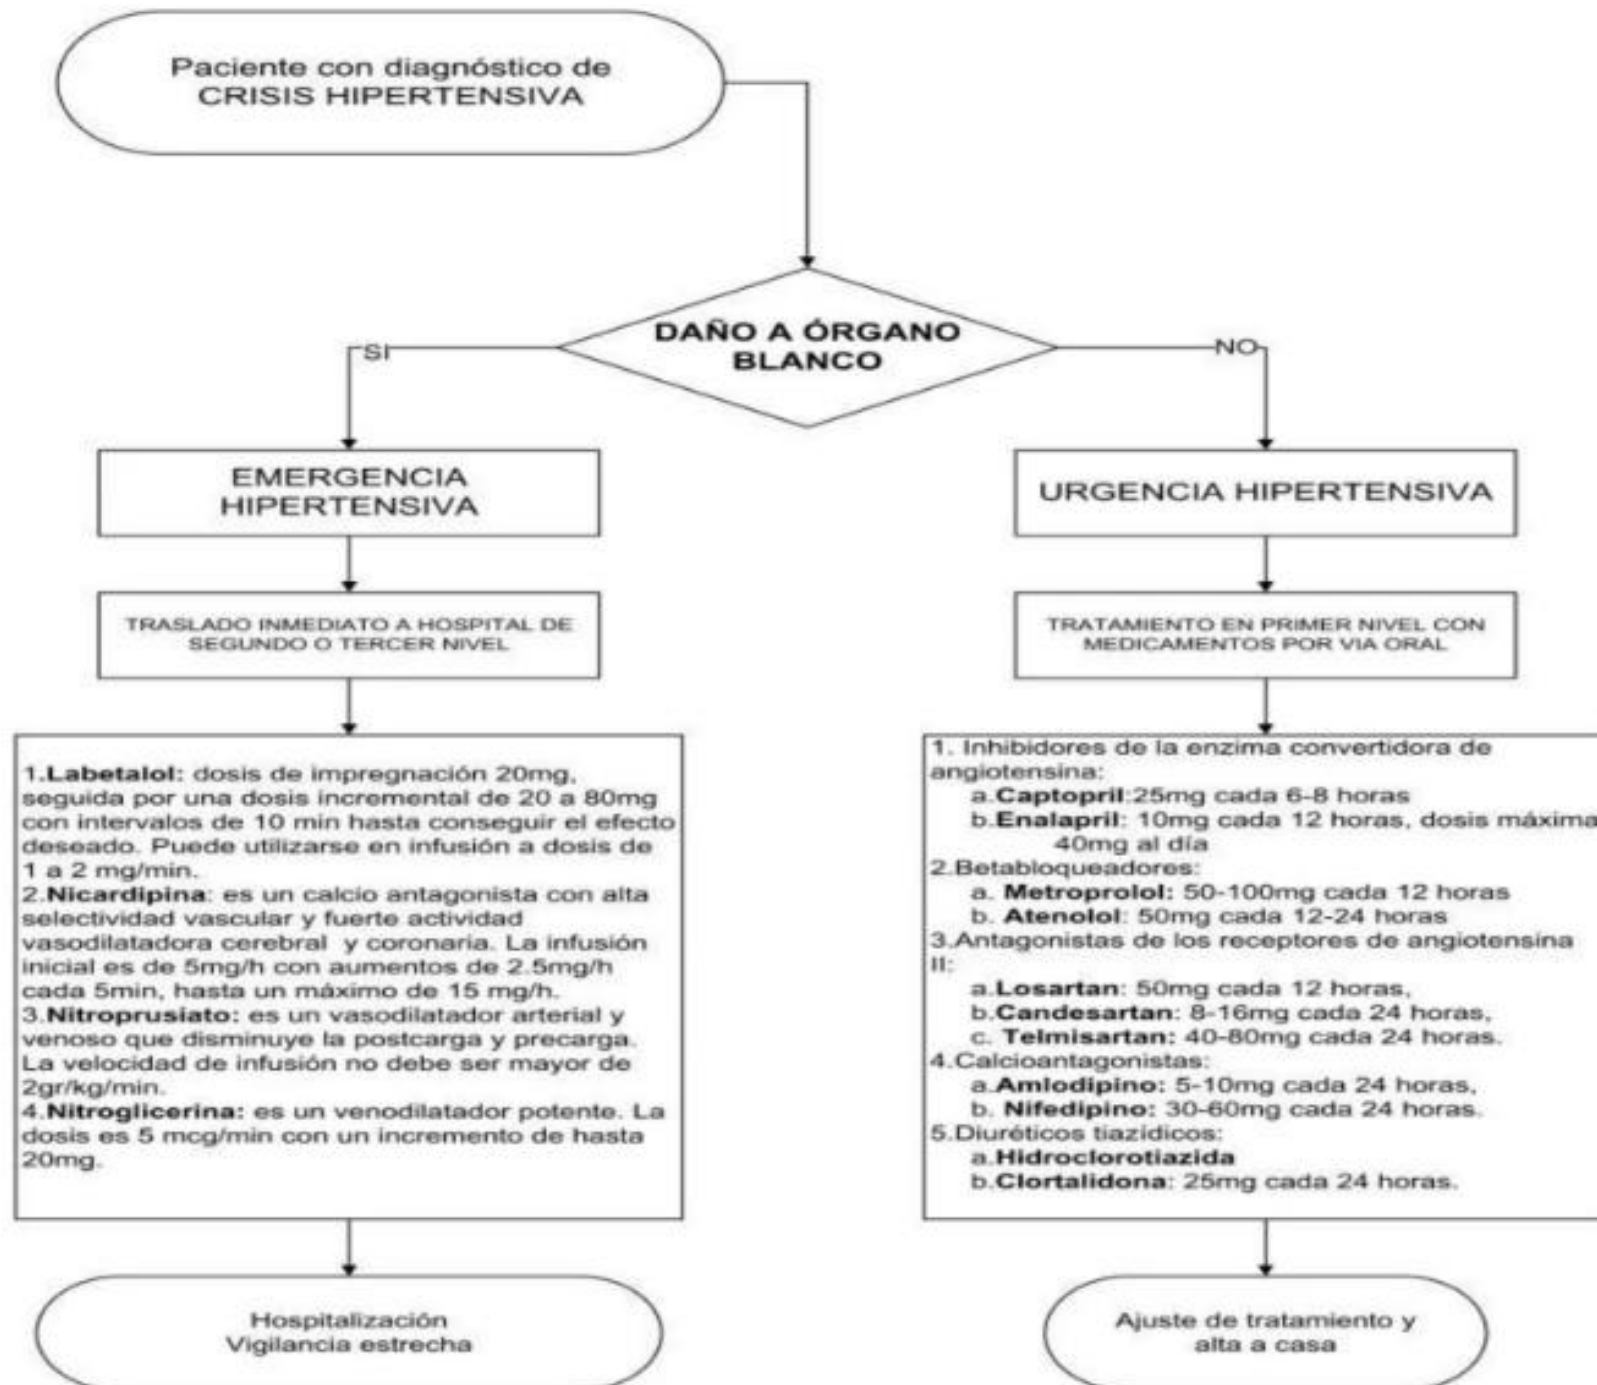 Paciente con diagnóstico de
CRISIS HIPERTENSIVA
DAÑO A ÓRGANO
BLANCO
SI
NO
EMERGENCIA
HIPERTENSIVA
TRASLADO INMEDIATO A HOSPITAL DE
SEGUNDO O TERCER NIVEL
1.Labetalol: dosis de impregnación 20mg,
seguida por una dosis incremental de 20 a 80mg
con intervalos de 10 min hasta conseguir el efecto
deseado. Puede utilizarse en infusión a dosis de
1 a 2 mg/min.
2.Nicardipina: es un calcio antagonista con alta
selectividad vascular y fuerte actividad
vasodilatadora cerebral y coronaria. La infusión
inicial es de 5mg/h con aumentos de 2.5mg/h
cada 5min, hasta un máximo de 15 mg/h.
3.Nitroprusiato: es un vasodilatador arterial y
venoso que disminuye la postcarga y precarga.
La velocidad de infusión no debe ser mayor de
2gr/kg/min.
4.Nitroglicerina: es un venodilatador potente. La
dosis es 5 mcg/min con un incremento de hasta
20mg.
Hospitalización
Vigilancia estrecha
URGENCIA HIPERTENSIVA
TRATAMIENTO EN PRIMER NIVEL CON
MEDICAMENTOS POR VIA ORAL
1. Inhibidores de la enzima convertidora de
angiotensina:
a.Captopril:25mg cada 6-8 horas
b.Enalapril: 10mg cada 12 horas, dosis máxima
40mg al día
2.Betabloqueadores:
a. Metroprolol: 50-100mg cada 12 horas
b. Atenolol: 50mg cada 12-24 horas
3.Antagonistas de los receptores de angiotensina
II:
a.Losartan: 50mg cada 12 horas,
b.Candesartan: 8-16mg cada 24 horas,
c. Telmisartan: 40-80mg cada 24 horas.
4.Calcioantagonistas:
a.Amlodipino: 5-10mg cada 24 horas,
b. Nifedipino: 30-60mg cada 24 horas.
5.Diuréticos tiazídicos:
a.Hidroclorotiazida
b.Clortalidona: 25mg cada 24 horas.
Ajuste de tratamiento y
alta a casa